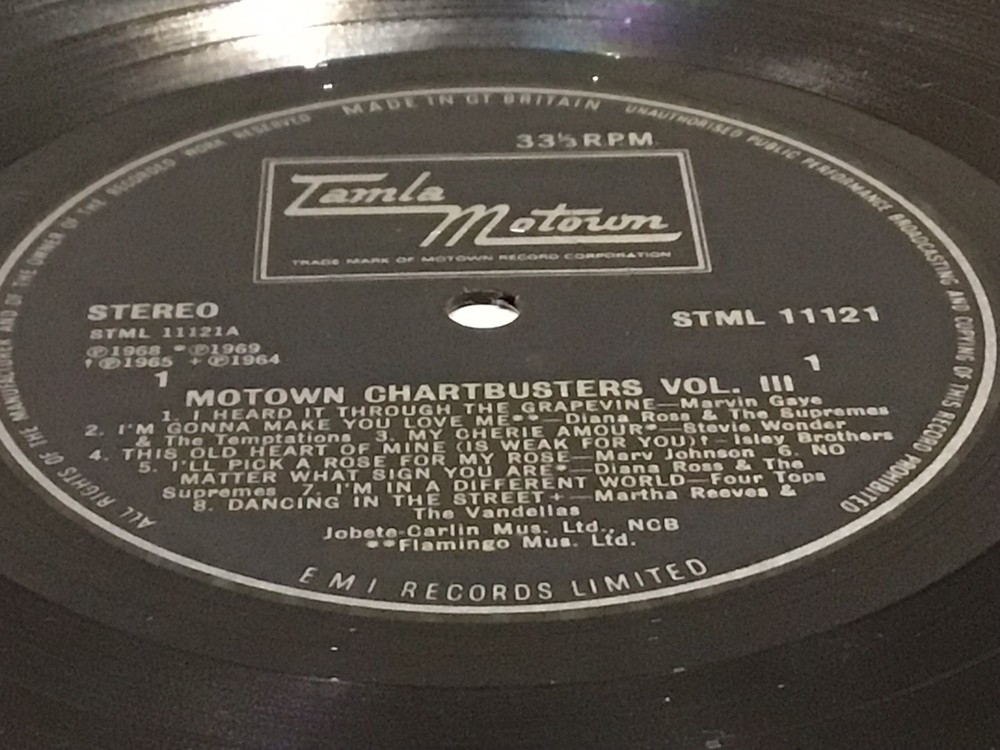 MADE IN GT BRITAIN
UNAUTHORISED PUBLIC PERFORMANCE BROADCASTING AND COPYING OF THIS RECORD PROHIBITED
ALL RIGHTS OF THE MANUFACTURER AND OF THE OWNER OF THE RECORDED WORK RESERVED
33⅓ RPM
Tamla
Motown
TRADE MARK OF MOTOWN RECORD CORPORATION
STEREO
STML 11121
STML 11121A
℗1968 *℗1969
†℗1965 +℗1964
1
1
MOTOWN CHARTBUSTERS VOL. III
1. I HEARD IT THROUGH THE GRAPEVINE—Marvin Gaye
2. I'M GONNA MAKE YOU LOVE ME**—Diana Ross & The Supremes
& The Temptations 3. MY CHERIE AMOUR*—Stevie Wonder
4. THIS OLD HEART OF MINE (IS WEAK FOR YOU)†—Isley Brothers
5. I'LL PICK A ROSE FOR MY ROSE—Marv Johnson 6. NO
MATTER WHAT SIGN YOU ARE*—Diana Ross & The
Supremes 7. I'M IN A DIFFERENT WORLD—Four Tops
8. DANCING IN THE STREET+—Martha Reeves &
The Vandellas
Jobete-Carlin Mus. Ltd., NCB
**Flamingo Mus. Ltd.
EMI RECORDS LIMITED